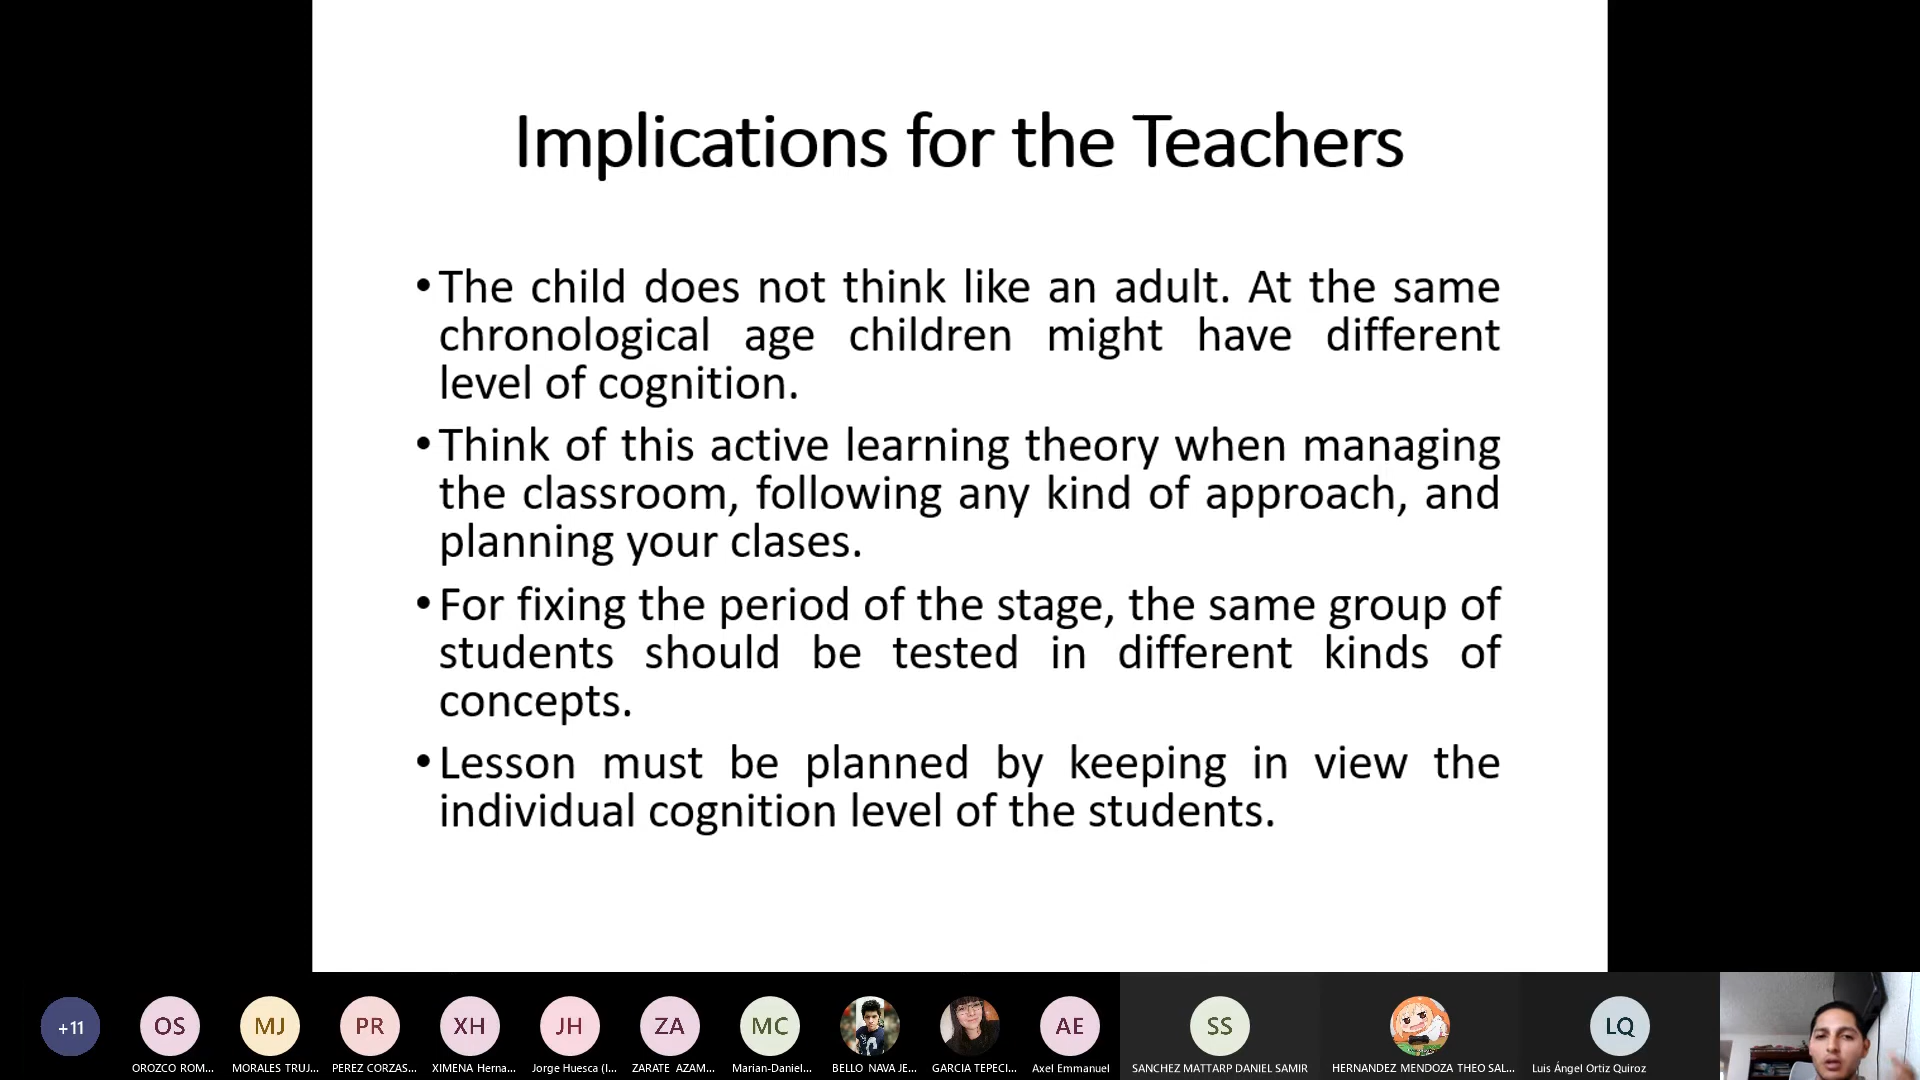 Implications for the Teachers
•The child does not think like an adult. At the same
chronological age children might have different
level of cognition.
•Think of this active learning theory when managing
the classroom, following any kind of approach, and
planning your clases.
•For fixing the period of the stage, the same group of
students should be tested in different kinds of
concepts.
•Lesson must be planned by keeping in view the
individual cognition level of the students.
+11 OS MJ PR XH JH ZA MC AE SS LQ
OROZCO ROM... MORALES TRUJ... PEREZ CORZAS... XIMENA Herna... Jorge Huesca (I... ZARATE AZAM... Marian-Daniel... BELLO NAVA JE... GARCIA TEPECI... Axel Emmanuel SANCHEZ MATTARP DANIEL SAMIR HERNANDEZ MENDOZA THEO SAL... Luis Ángel Ortiz Quiroz